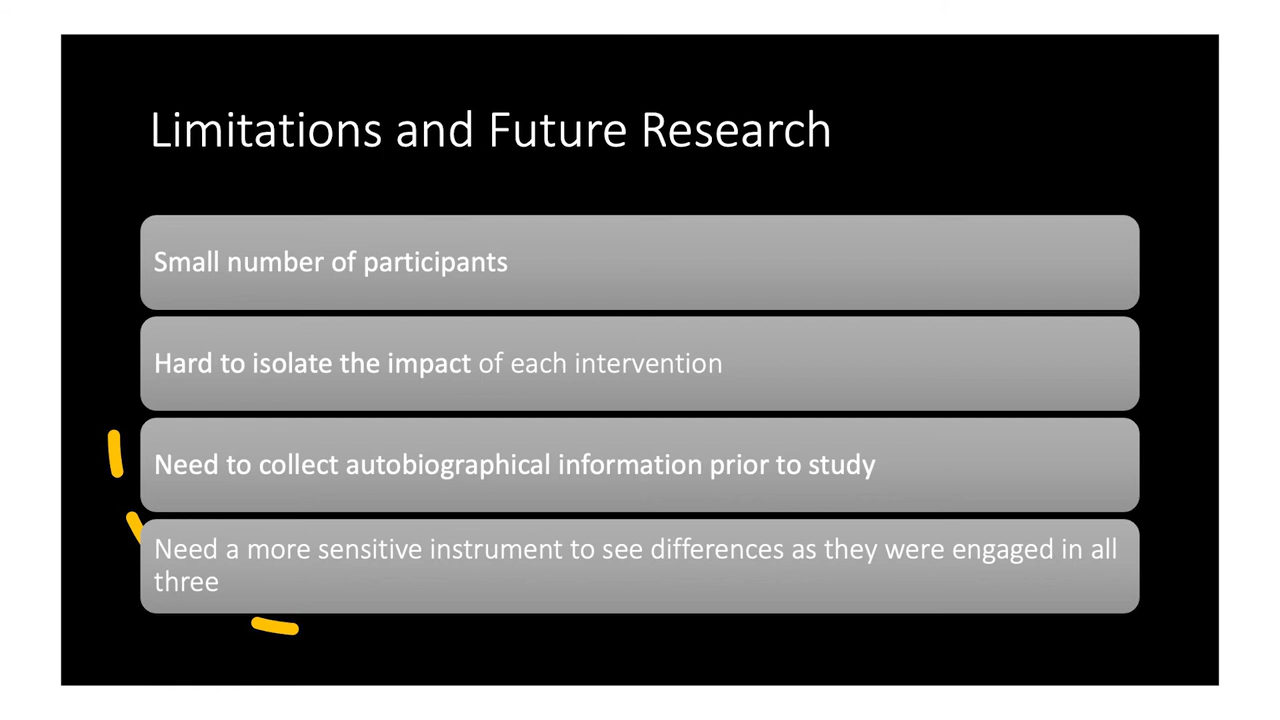 Limitations and Future Research
Small number of participants
Hard to isolate the impact of each intervention
Need to collect autobiographical information prior to study
Need a more sensitive instrument to see differences as they were engaged in all
three